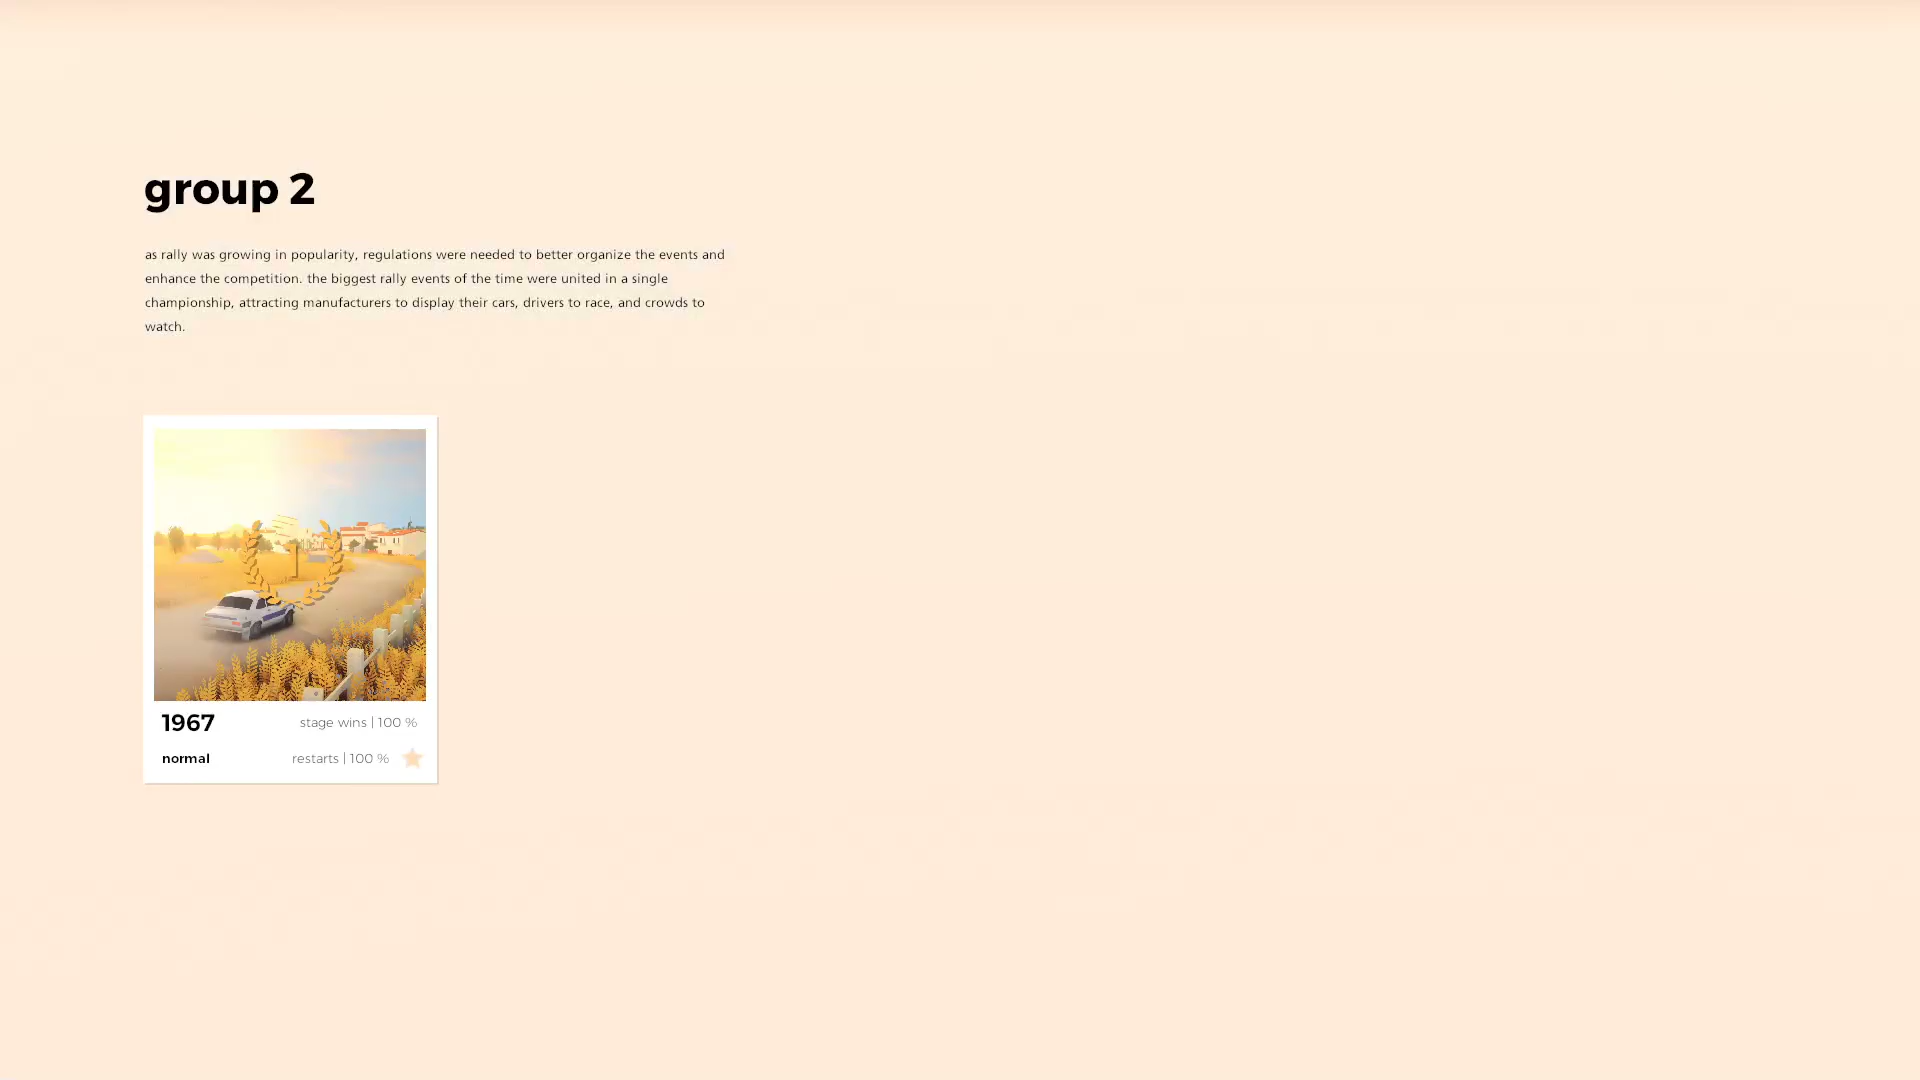 group 2
as rally was growing in popularity, regulations were needed to better organize the events and
enhance the competition. the biggest rally events of the time were united in a single
championship, attracting manufacturers to display their cars, drivers to race, and crowds to
watch.
1
1967
stage wins | 100 %
normal
restarts | 100 %